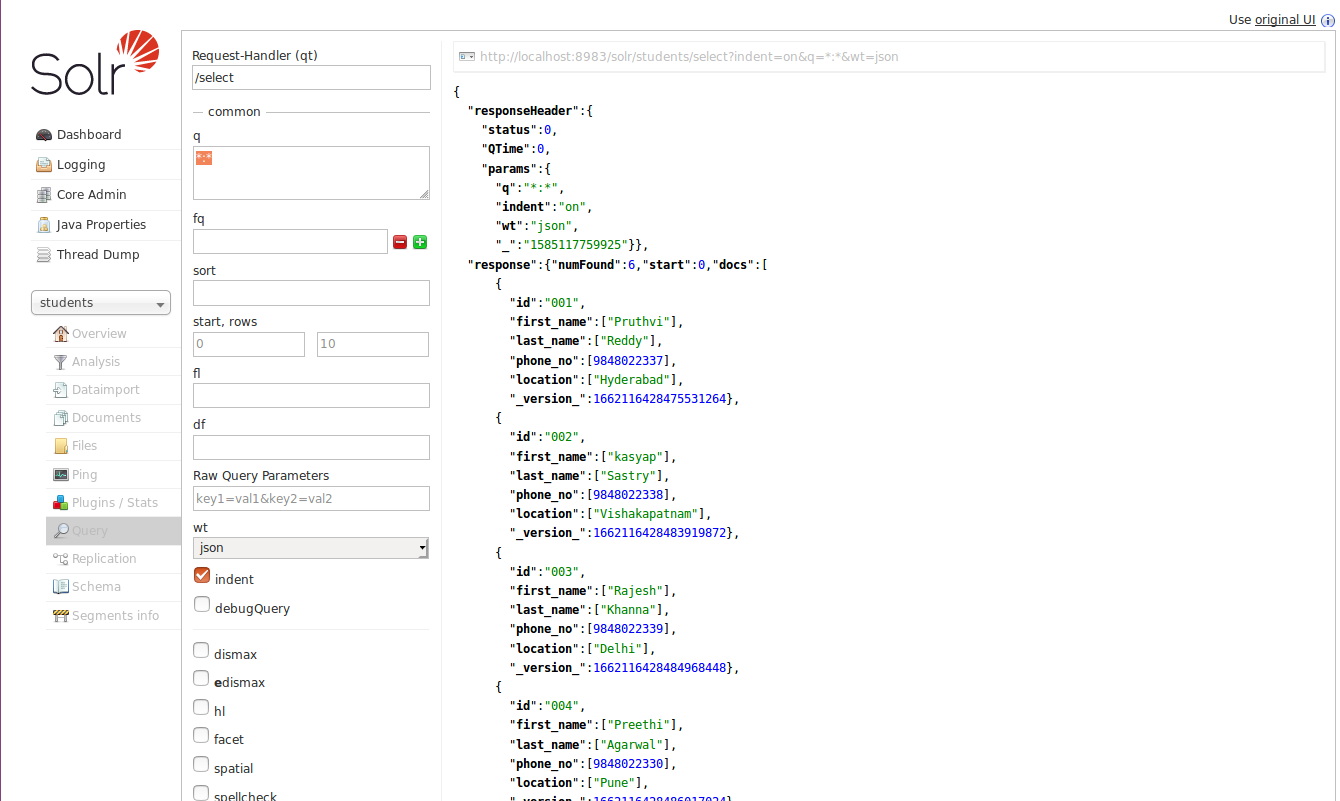 Use original UI
Solr
Dashboard
Logging
Core Admin
Java Properties
Thread Dump
students
Overview
Analysis
Dataimport
Documents
Files
Ping
Plugins / Stats
Query
Replication
Schema
Segments info
Request-Handler (qt)
/select
common
q
*:*
fq
sort
start, rows
0 10
fl
df
Raw Query Parameters
key1=val1&key2=val2
wt
json
indent
debugQuery
dismax
edismax
hl
facet
spatial
spellcheck
http://localhost:8983/solr/students/select?indent=on&q=*:*&wt=json
{
"responseHeader":{
"status":0,
"QTime":0,
"params":{
"q":"*:*",
"indent":"on",
"wt":"json",
"_":"1585117759925"}},
"response":{"numFound":6,"start":0,"docs":[
{
"id":"001",
"first_name":["Pruthvi"],
"last_name":["Reddy"],
"phone_no":[9848022337],
"location":["Hyderabad"],
"_version_":1662116428475531264},
{
"id":"002",
"first_name":["kasyap"],
"last_name":["Sastry"],
"phone_no":[9848022338],
"location":["Vishakapatnam"],
"_version_":1662116428483919872},
{
"id":"003",
"first_name":["Rajesh"],
"last_name":["Khanna"],
"phone_no":[9848022339],
"location":["Delhi"],
"_version_":1662116428484968448},
{
"id":"004",
"first_name":["Preethi"],
"last_name":["Agarwal"],
"phone_no":[9848022330],
"location":["Pune"],
"_version_":1662116428486017024},